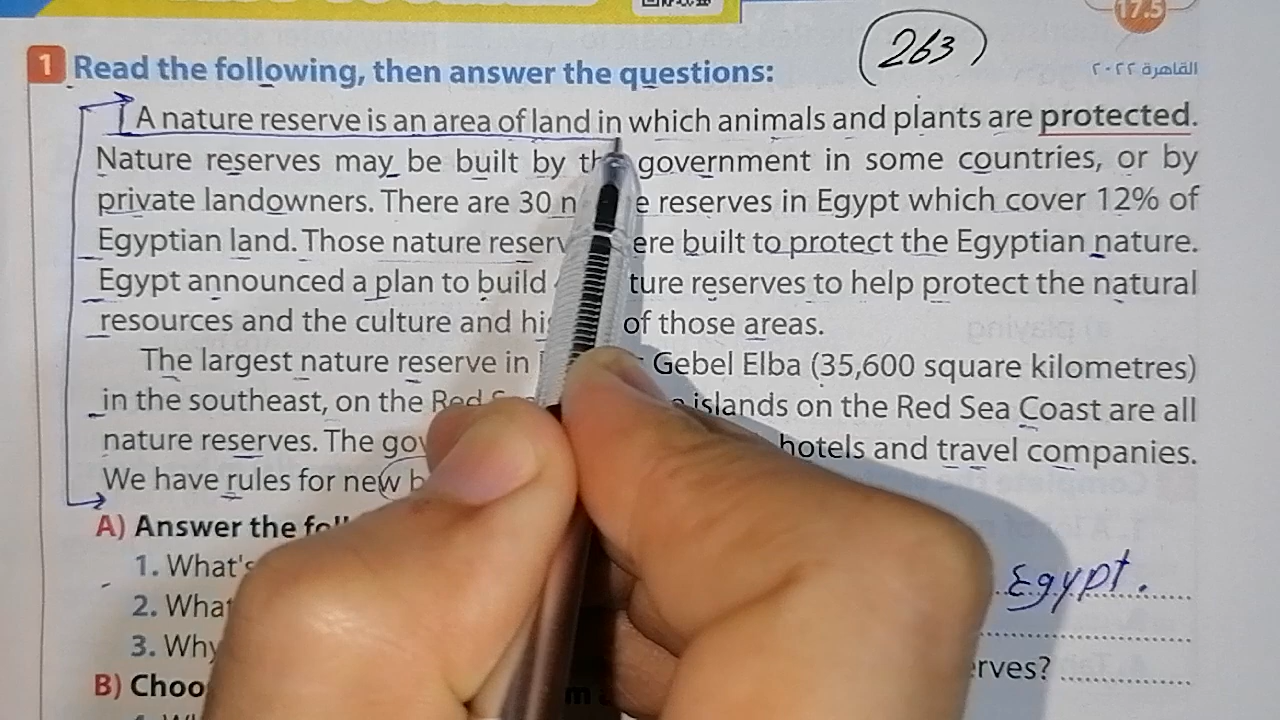 17.5
263
1 Read the following, then answer the questions:
القاهرة ٢٠٢٢
A nature reserve is an area of land in which animals and plants are protected.
Nature reserves may be built by the government in some countries, or by
private landowners. There are 30 n e reserves in Egypt which cover 12% of
Egyptian land. Those nature reserv ere built to protect the Egyptian nature.
Egypt announced a plan to build ture reserves to help protect the natural
resources and the culture and his of those areas.
The largest nature reserve in Gebel Elba (35,600 square kilometres)
in the southeast, on the Red islands on the Red Sea Coast are all
nature reserves. The gov hotels and travel companies.
We have rules for new b
A) Answer the foll
1. What's Egypt.
2. What
3. Why erves?
B) Choo